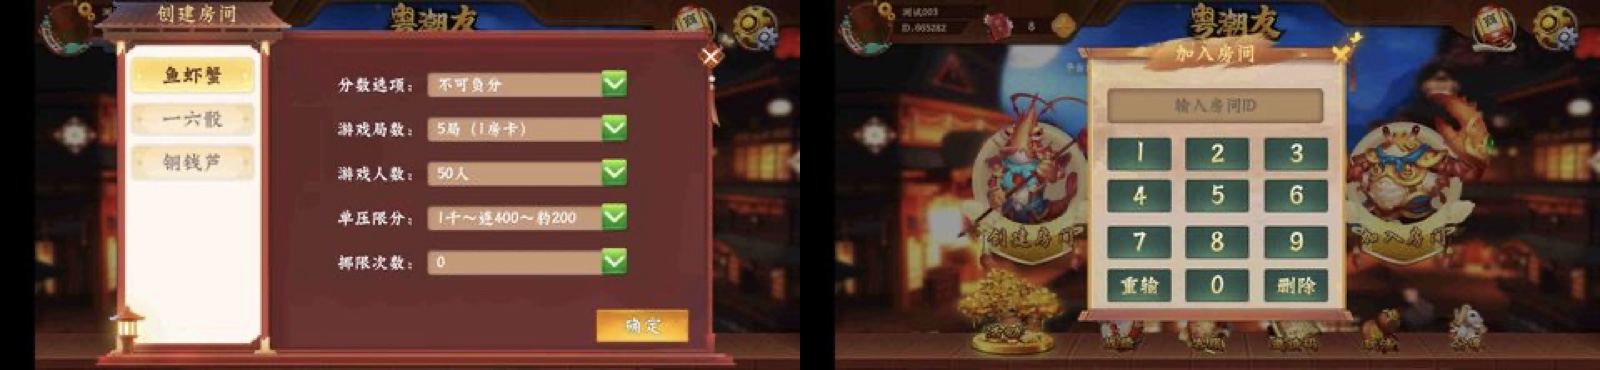 创建房间
粤潮友
鱼虾蟹
一六骰
铜钱芦
分数选项：
不可负分
游戏局数：
5局（1房卡）
游戏人数：
50人
单压限分：
1千～连400～豹200
挪限次数：
0
确定
测试003
ID:665282
6
粤潮友
加入房间
输入房间ID
1 2 3
4 5 6
7 8 9
重输 0 删除
创建房间
加入房间